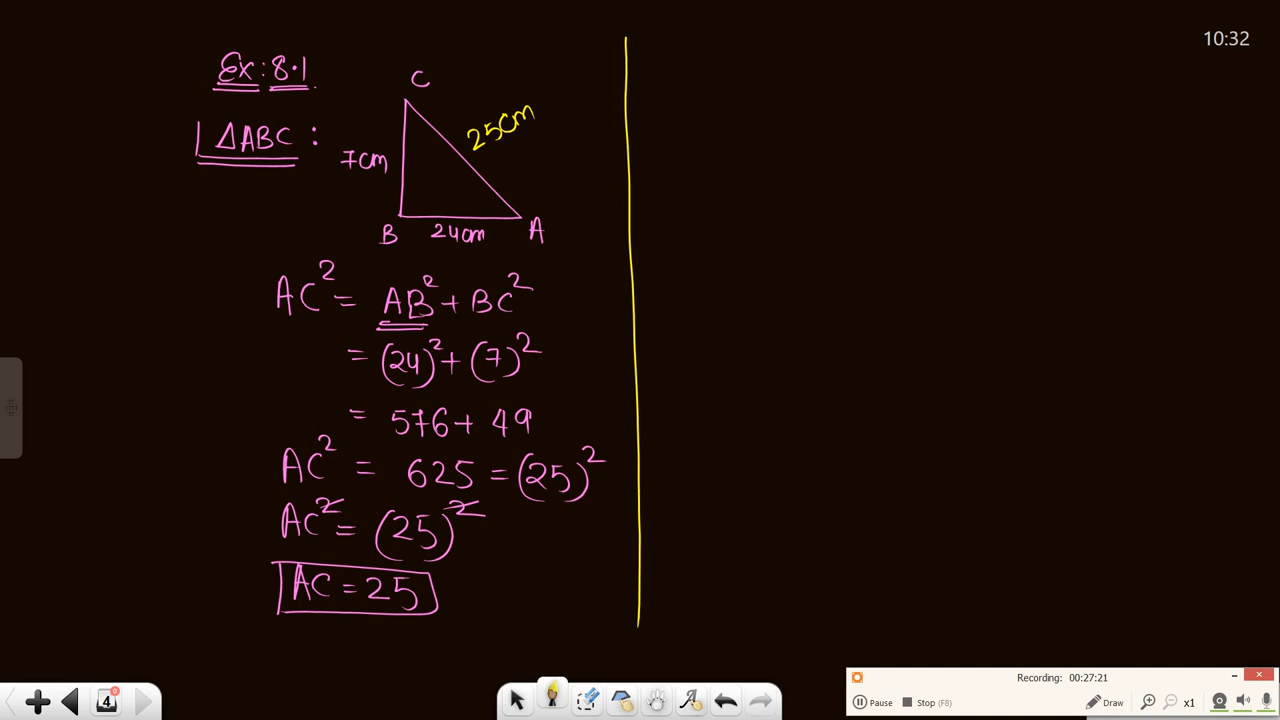 10:32
Ex: 8.1
△ABC :
C
25cm
7cm
B
24cm
A
AC² = AB² + BC²
= (24)² + (7)²
= 576 + 49
AC² = 625 = (25)²
AC² = (25)²
AC = 25
4
0
Recording: 00:27:21
Pause
Stop (F8)
Draw
x1